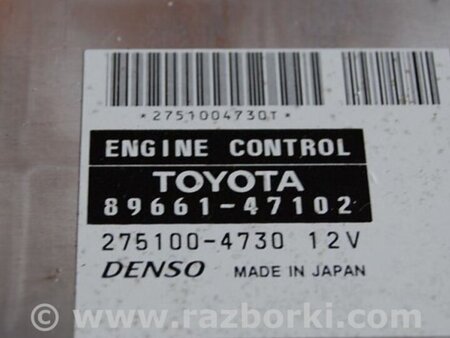 *2751004730T*
ENGINE CONTROL
TOYOTA
89661-47102
275100-4730 12V
DENSO MADE IN JAPAN
© www.razborki.com